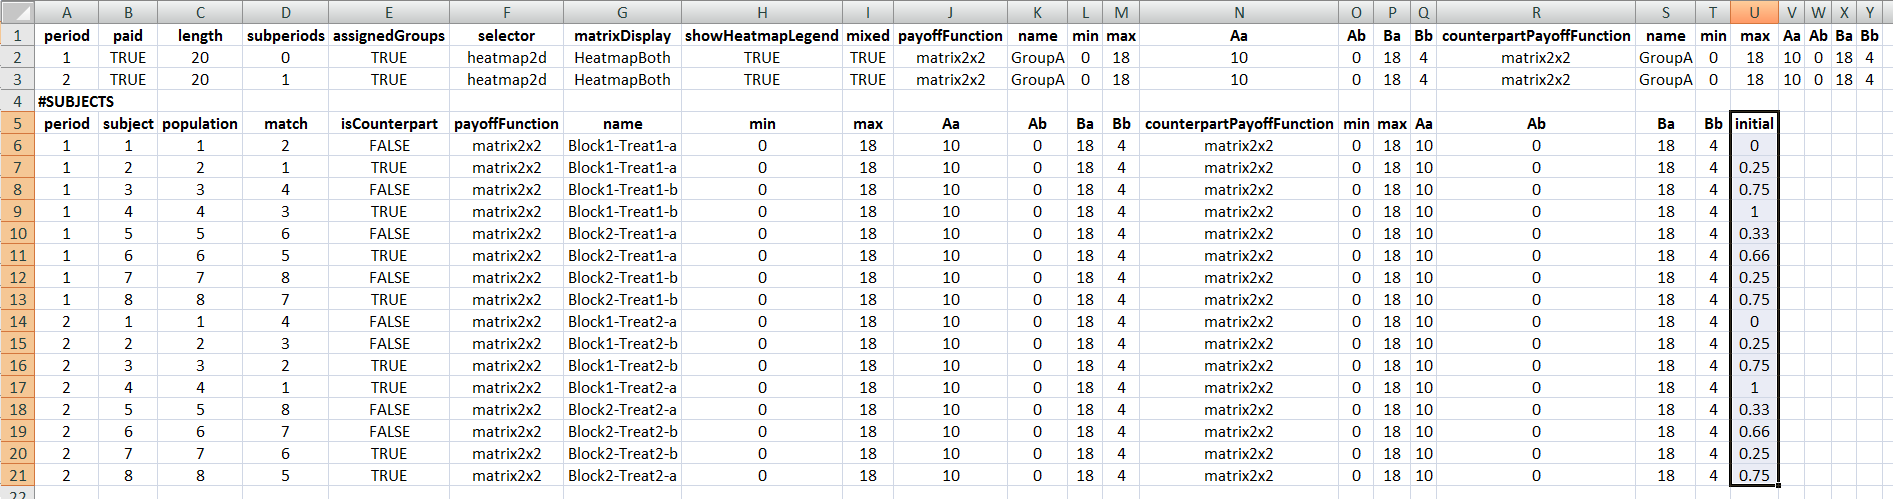 A B C D E F G H I J K L M N O P Q R S T U V W X Y
1 period paid length subperiods assignedGroups selector matrixDisplay showHeatmapLegend mixed payoffFunction name min max Aa Ab Ba Bb counterpartPayoffFunction name min max Aa Ab Ba Bb
2 1 TRUE 20 0 TRUE heatmap2d HeatmapBoth TRUE TRUE matrix2x2 GroupA 0 18 10 0 18 4 matrix2x2 GroupA 0 18 10 0 18 4
3 2 TRUE 20 1 TRUE heatmap2d HeatmapBoth TRUE TRUE matrix2x2 GroupA 0 18 10 0 18 4 matrix2x2 GroupA 0 18 10 0 18 4
4 #SUBJECTS
5 period subject population match isCounterpart payoffFunction name min max Aa Ab Ba Bb counterpartPayoffFunction min max Aa Ab Ba Bb initial
6 1 1 1 2 FALSE matrix2x2 Block1-Treat1-a 0 18 10 0 18 4 matrix2x2 0 18 10 0 18 4 0
7 1 2 2 1 TRUE matrix2x2 Block1-Treat1-a 0 18 10 0 18 4 matrix2x2 0 18 10 0 18 4 0.25
8 1 3 3 4 FALSE matrix2x2 Block1-Treat1-b 0 18 10 0 18 4 matrix2x2 0 18 10 0 18 4 0.75
9 1 4 4 3 TRUE matrix2x2 Block1-Treat1-b 0 18 10 0 18 4 matrix2x2 0 18 10 0 18 4 1
10 1 5 5 6 FALSE matrix2x2 Block2-Treat1-a 0 18 10 0 18 4 matrix2x2 0 18 10 0 18 4 0.33
11 1 6 6 5 TRUE matrix2x2 Block2-Treat1-a 0 18 10 0 18 4 matrix2x2 0 18 10 0 18 4 0.66
12 1 7 7 8 FALSE matrix2x2 Block2-Treat1-b 0 18 10 0 18 4 matrix2x2 0 18 10 0 18 4 0.25
13 1 8 8 7 TRUE matrix2x2 Block2-Treat1-b 0 18 10 0 18 4 matrix2x2 0 18 10 0 18 4 0.75
14 2 1 1 4 FALSE matrix2x2 Block1-Treat2-a 0 18 10 0 18 4 matrix2x2 0 18 10 0 18 4 0
15 2 2 2 3 FALSE matrix2x2 Block1-Treat2-b 0 18 10 0 18 4 matrix2x2 0 18 10 0 18 4 0.25
16 2 3 3 2 TRUE matrix2x2 Block1-Treat2-b 0 18 10 0 18 4 matrix2x2 0 18 10 0 18 4 0.75
17 2 4 4 1 TRUE matrix2x2 Block1-Treat2-a 0 18 10 0 18 4 matrix2x2 0 18 10 0 18 4 1
18 2 5 5 8 FALSE matrix2x2 Block2-Treat2-a 0 18 10 0 18 4 matrix2x2 0 18 10 0 18 4 0.33
19 2 6 6 7 FALSE matrix2x2 Block2-Treat2-b 0 18 10 0 18 4 matrix2x2 0 18 10 0 18 4 0.66
20 2 7 7 6 TRUE matrix2x2 Block2-Treat2-b 0 18 10 0 18 4 matrix2x2 0 18 10 0 18 4 0.25
21 2 8 8 5 TRUE matrix2x2 Block2-Treat2-a 0 18 10 0 18 4 matrix2x2 0 18 10 0 18 4 0.75
22